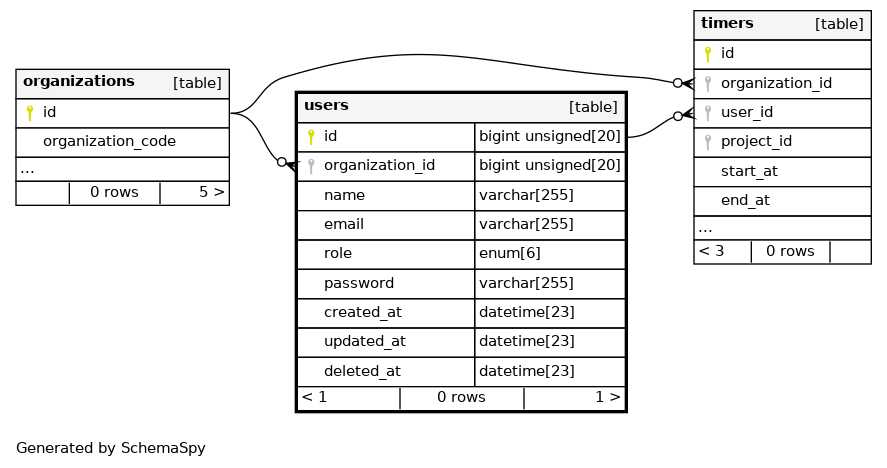 organizations [table]
id
organization_code
...
0 rows 5 >
users [table]
id bigint unsigned[20]
organization_id bigint unsigned[20]
name varchar[255]
email varchar[255]
role enum[6]
password varchar[255]
created_at datetime[23]
updated_at datetime[23]
deleted_at datetime[23]
< 1 0 rows 1 >
timers [table]
id
organization_id
user_id
project_id
start_at
end_at
...
< 3 0 rows
Generated by SchemaSpy